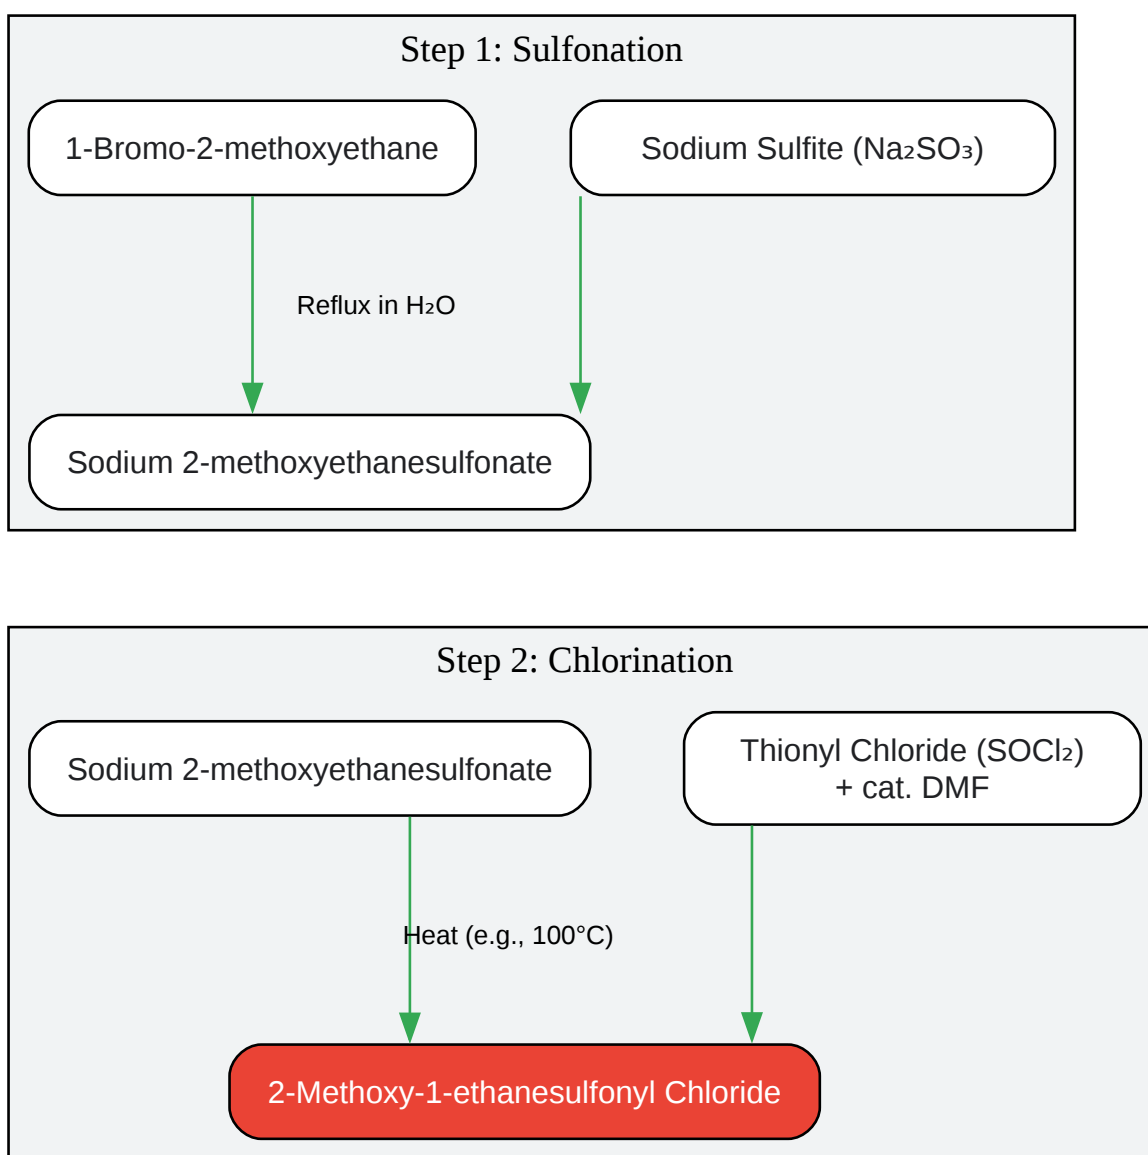 Step 1: Sulfonation
1-Bromo-2-methoxyethane
Sodium Sulfite (Na₂SO₃)
Reflux in H₂O
Sodium 2-methoxyethanesulfonate
Step 2: Chlorination
Sodium 2-methoxyethanesulfonate
Thionyl Chloride (SOCl₂)
+ cat. DMF
Heat (e.g., 100°C)
2-Methoxy-1-ethanesulfonyl Chloride